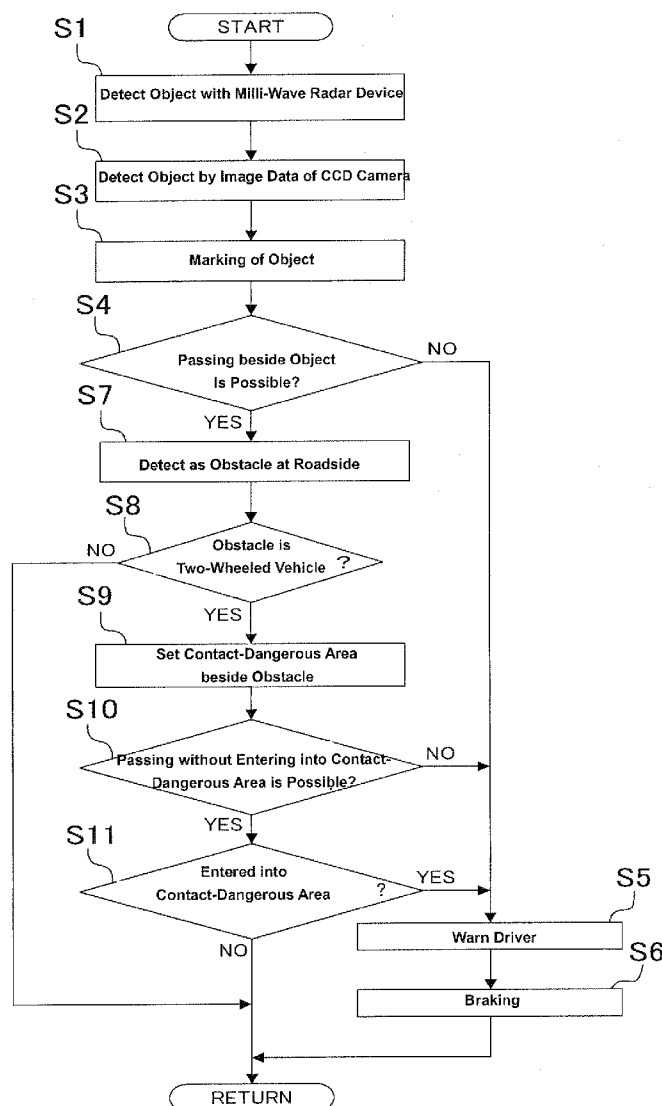 S1
START
Detect Object with Milli-Wave Radar Device
S2
Detect Object by Image Data of CCD Camera
S3
Marking of Object
S4
Passing beside Object
Is Possible?
NO
YES
S7
Detect as Obstacle at Roadside
S8
Obstacle is
Two-Wheeled Vehicle ?
NO
YES
S9
Set Contact-Dangerous Area
beside Obstacle
S10
Passing without Entering into Contact-
Dangerous Area is Possible?
NO
YES
S11
Entered into
Contact-Dangerous Area ?
YES
NO
S5
Warn Driver
S6
Braking
RETURN